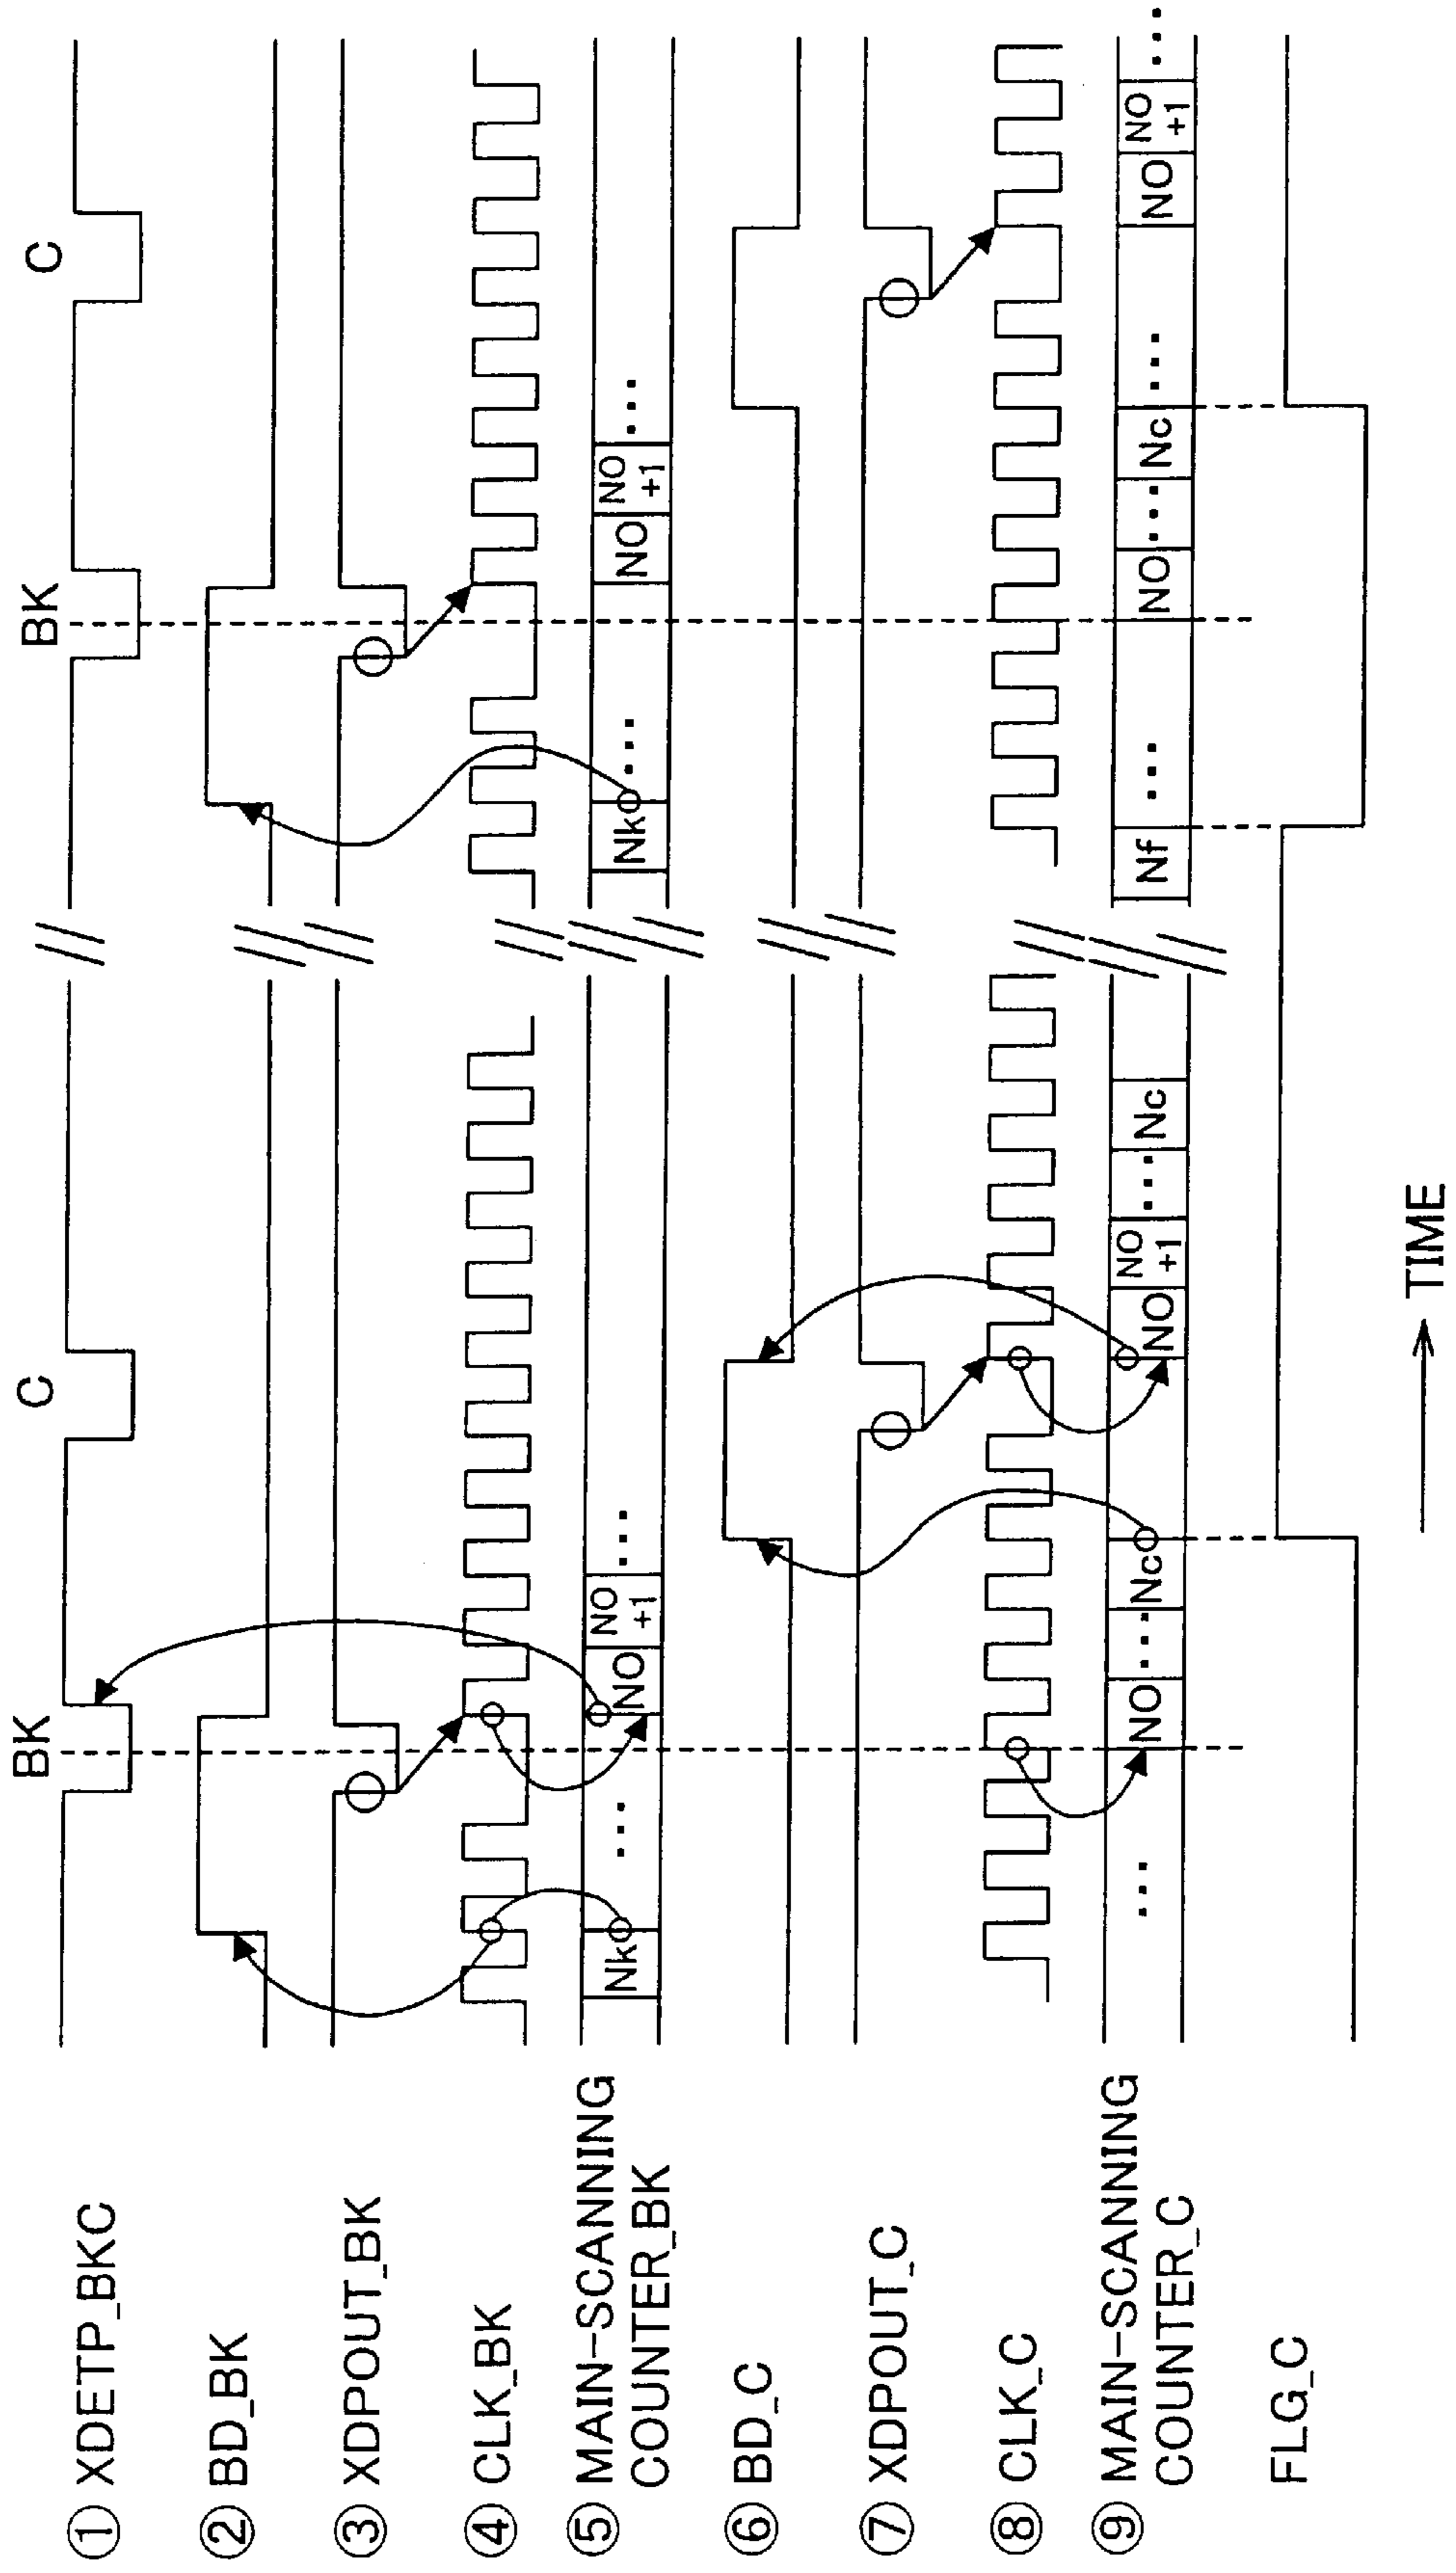 ① XDETP_BKC
BK
C
BK
C
② BD_BK
③ XDPOUT_BK
④ CLK_BK
⑤ MAIN-SCANNING
COUNTER_BK
Nk
...
NO
NO
+1
...
Nk
...
NO
NO
+1
...
⑥ BD_C
⑦ XDPOUT_C
⑧ CLK_C
⑨ MAIN-SCANNING
COUNTER_C
...
NO
...
Nc
NO
NO
+1
...
Nc
Nf
...
NO
...
Nc
...
NO
NO
+1
...
FLG_C
TIME